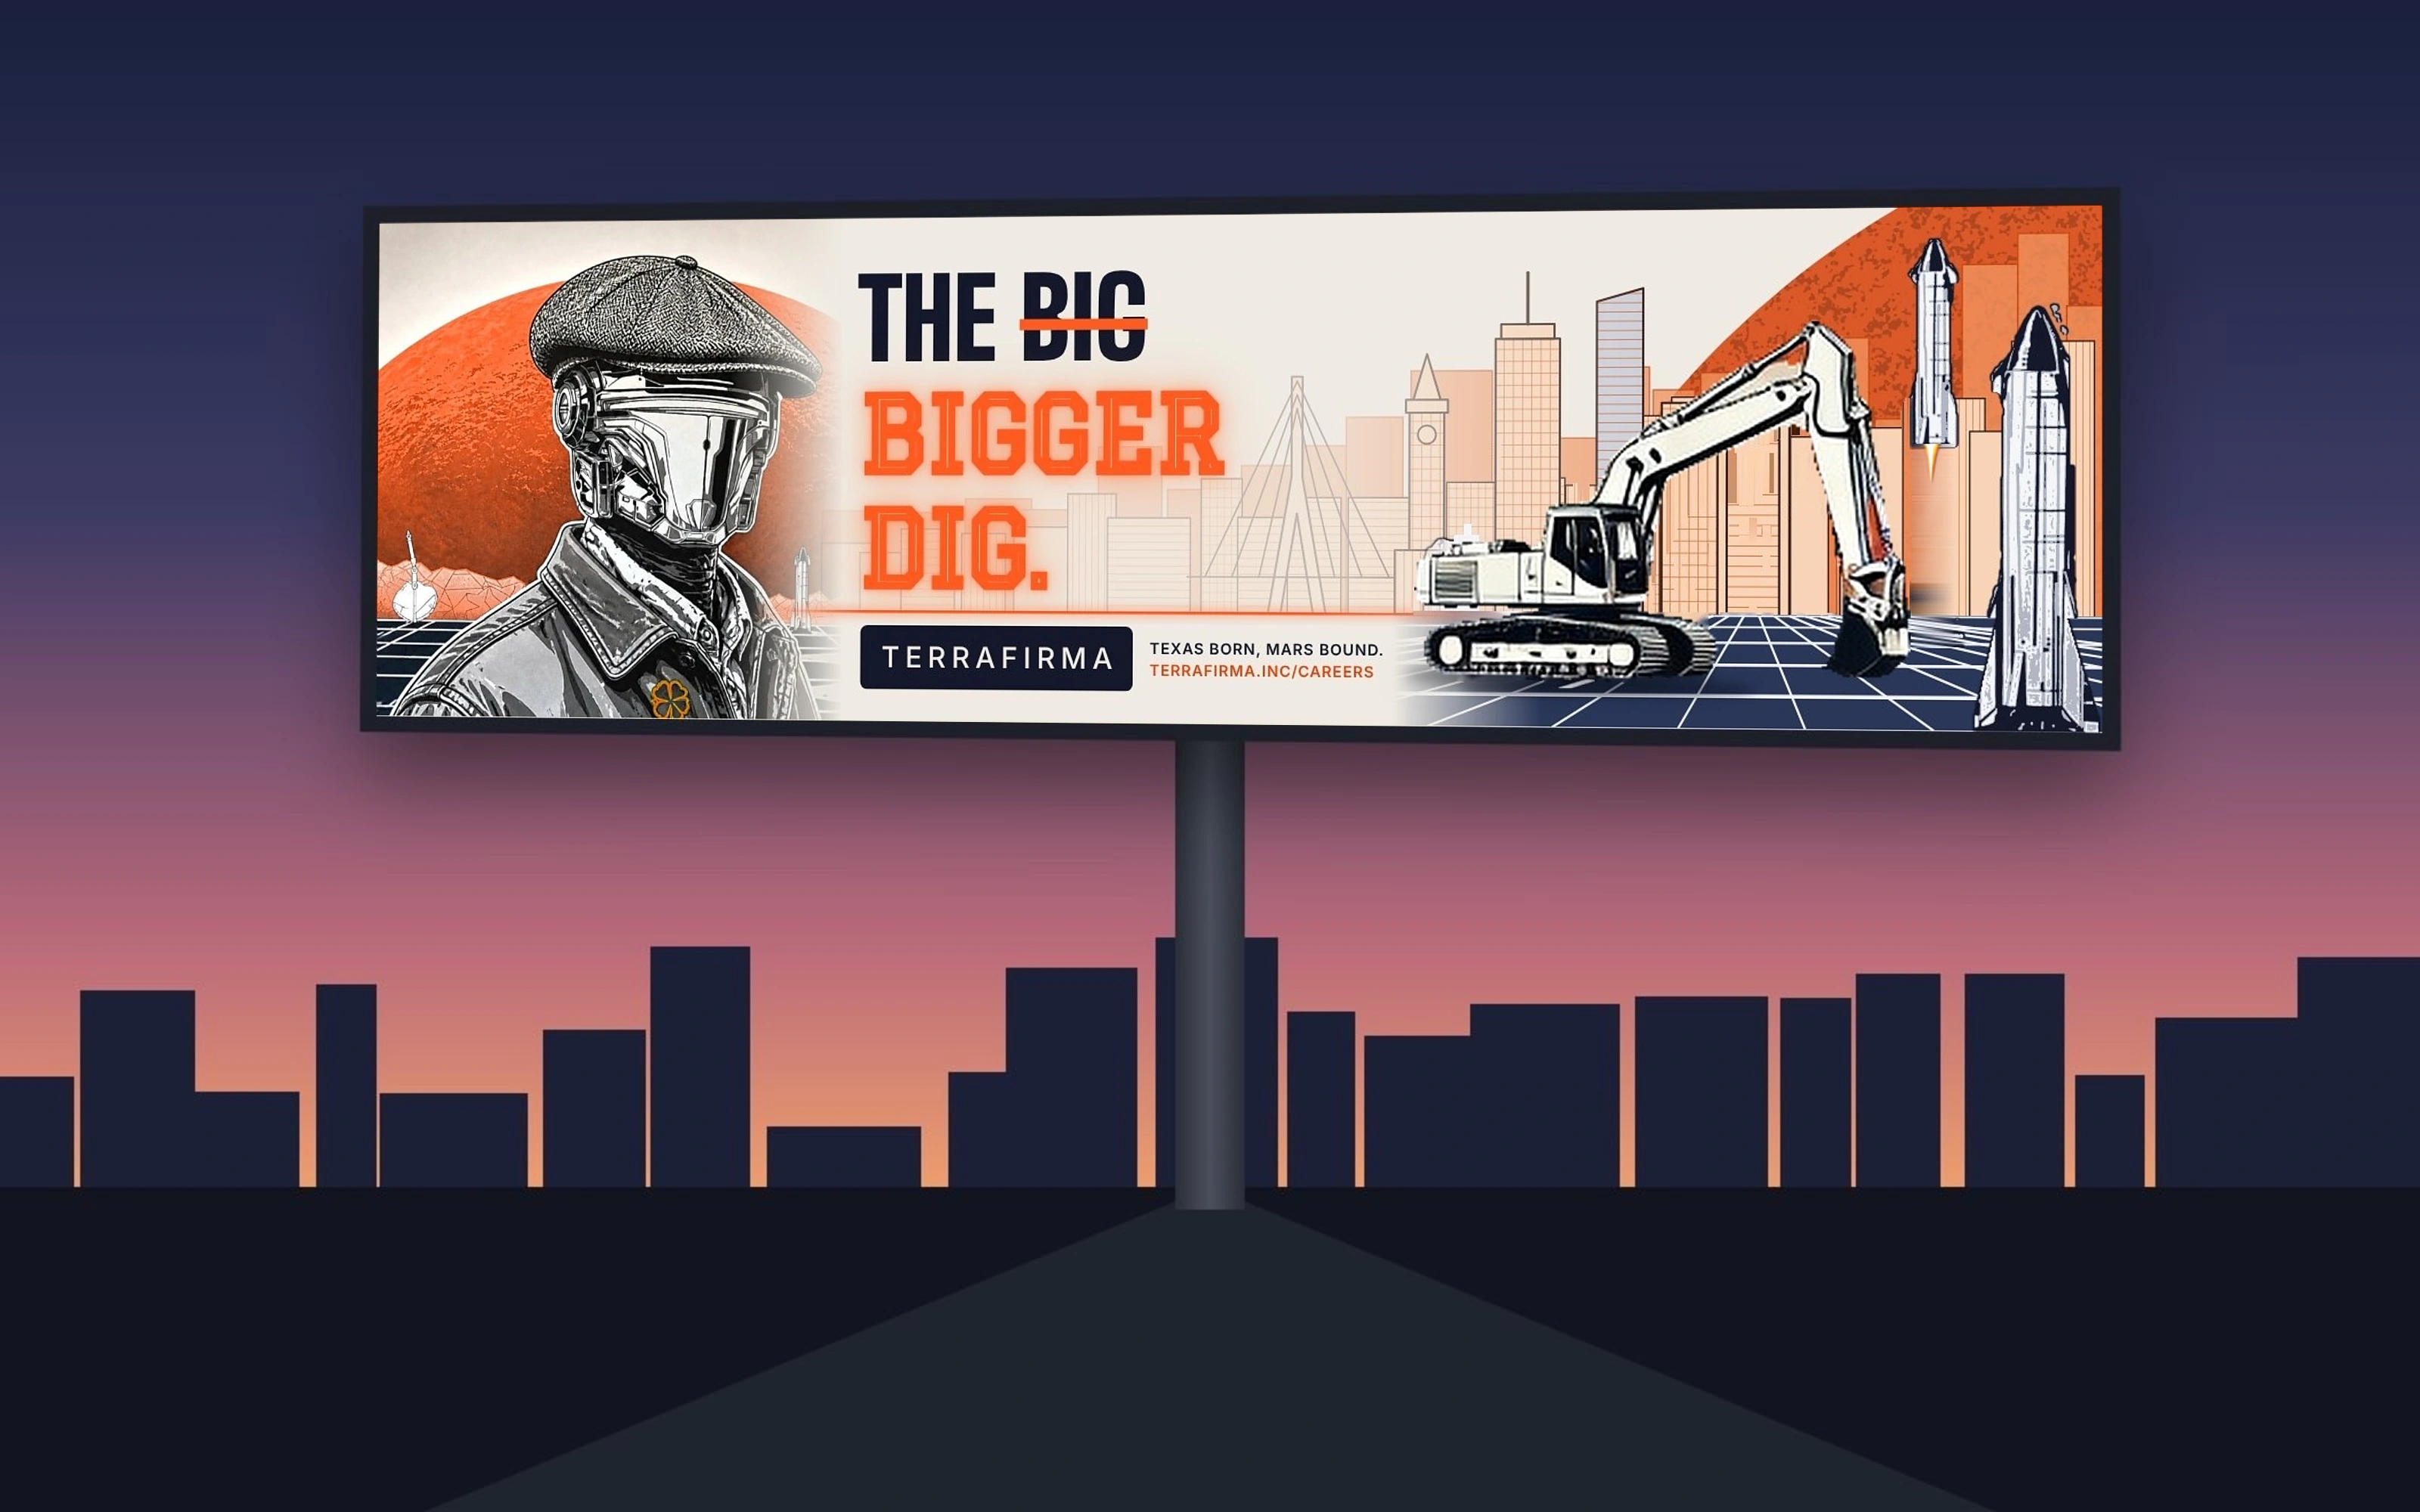 THE BIG
BIGGER
DIG.
TERRAFIRMA
TEXAS BORN, MARS BOUND.
TERRAFIRMA.INC/CAREERS